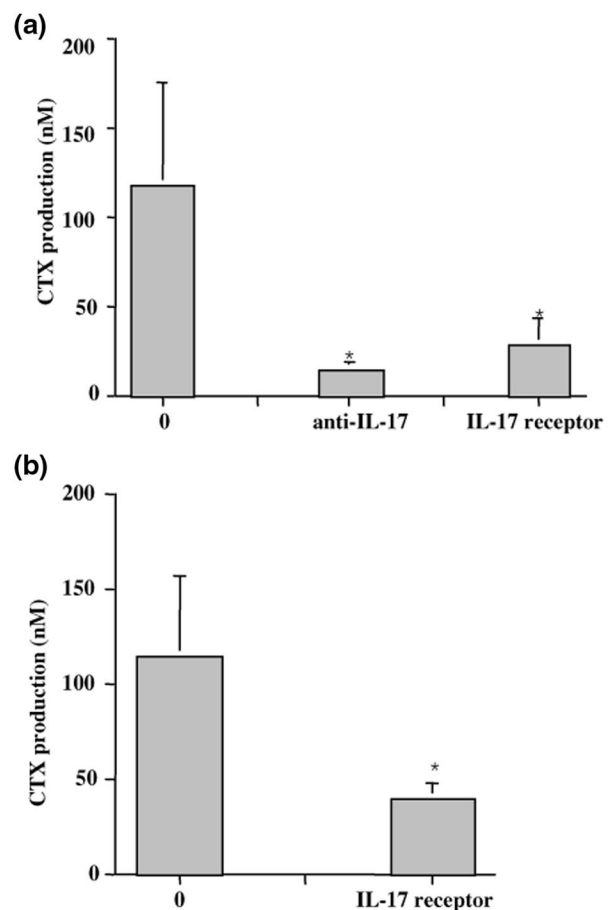 (a)
CTX production (nM)
200
150
100
50
0
*
*
0 anti-IL-17 IL-17 receptor
(b)
CTX production (nM)
200
150
100
50
0
*
0 IL-17 receptor